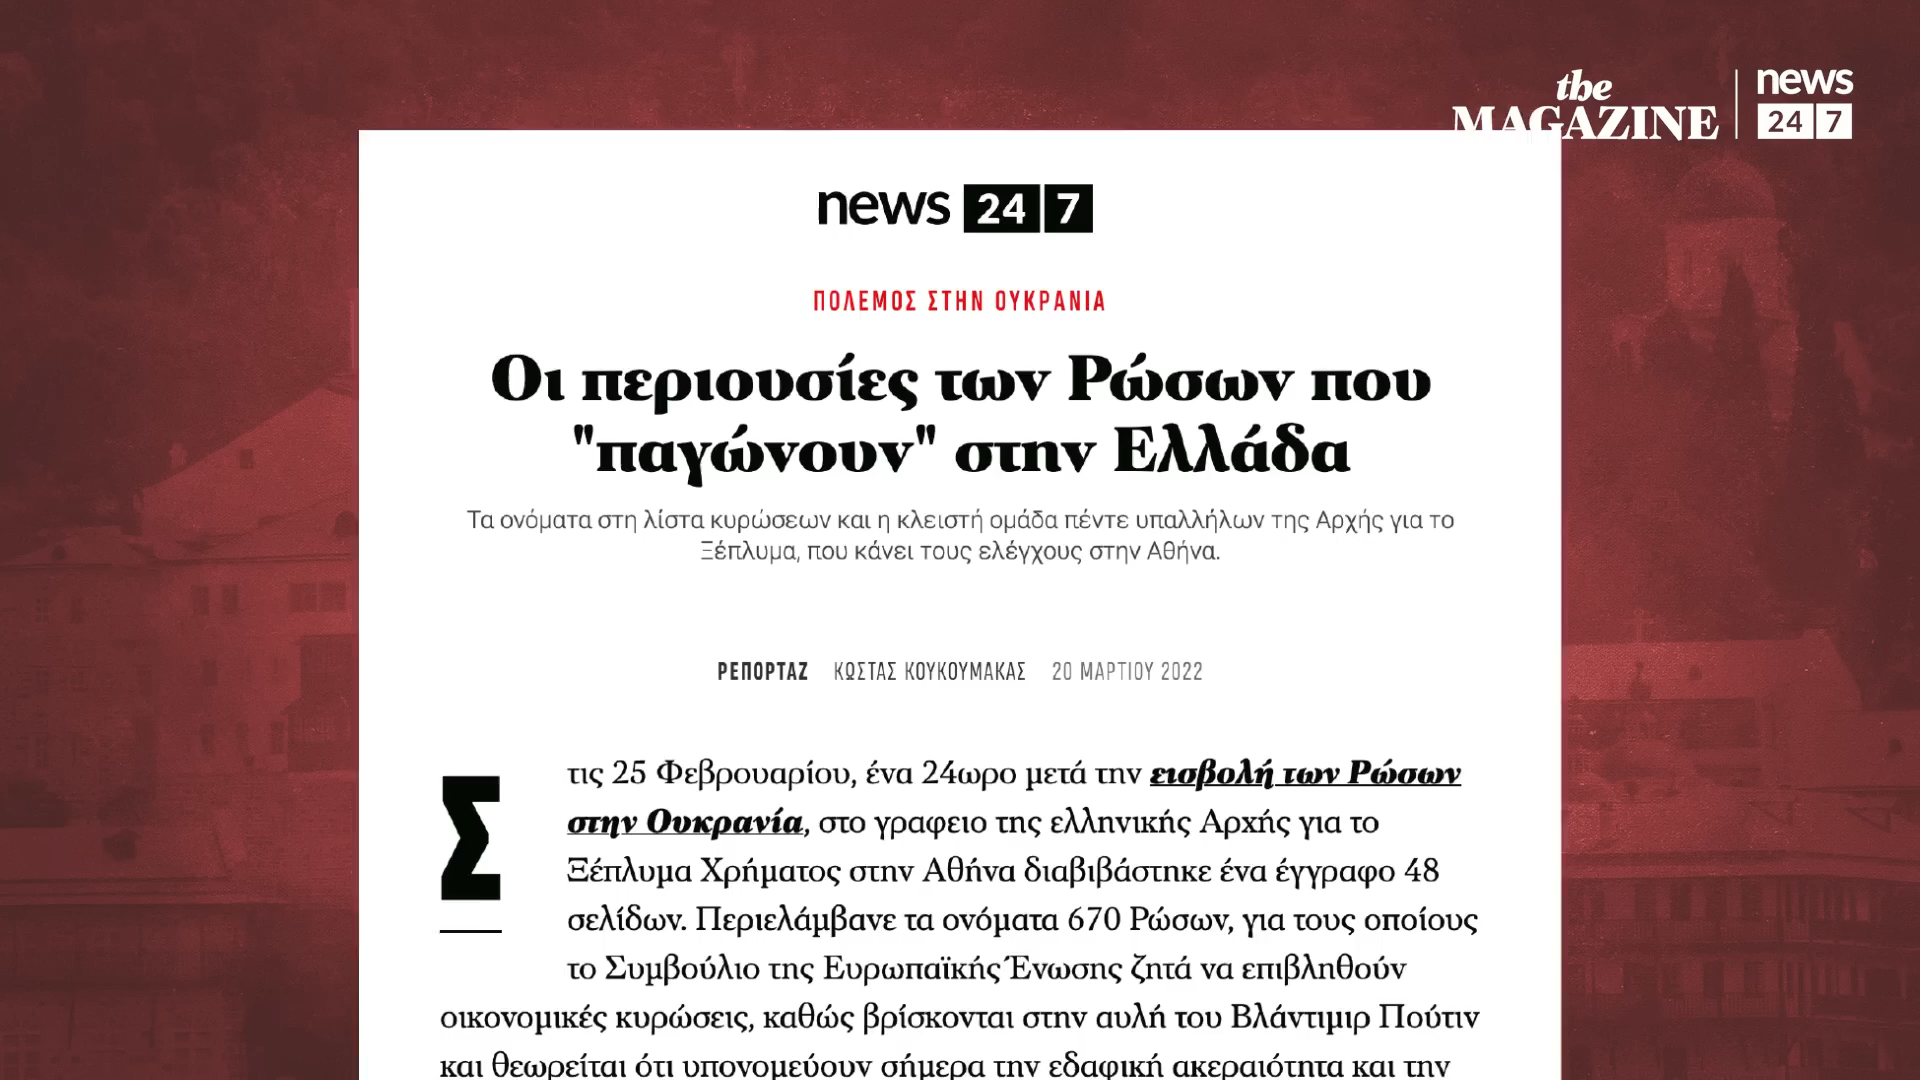 the
MAGAZINE
news
24 7
news 24 7
ΠΟΛΕΜΟΣ ΣΤΗΝ ΟΥΚΡΑΝΙΑ
Οι περιουσίες των Ρώσων που
"παγώνουν" στην Ελλάδα
Τα ονόματα στη λίστα κυρώσεων και η κλειστή ομάδα πέντε υπαλλήλων της Αρχής για το
Ξέπλυμα, που κάνει τους ελέγχους στην Αθήνα.
ΡΕΠΟΡΤΑΖ ΚΩΣΤΑΣ ΚΟΥΚΟΥΜΑΚΑΣ 20 ΜΑΡΤΙΟΥ 2022
Στις 25 Φεβρουαρίου, ένα 24ωρο μετά την εισβολή των Ρώσων
στην Ουκρανία, στο γραφειο της ελληνικής Αρχής για το
Ξέπλυμα Χρήματος στην Αθήνα διαβιβάστηκε ένα έγγραφο 48
σελίδων. Περιελάμβανε τα ονόματα 670 Ρώσων, για τους οποίους
το Συμβούλιο της Ευρωπαϊκής Ένωσης ζητά να επιβληθούν
οικονομικές κυρώσεις, καθώς βρίσκονται στην αυλή του Βλάντιμιρ Πούτιν
και θεωρείται ότι υπονομεύουν σήμερα την εδαφική ακεραιότητα και την